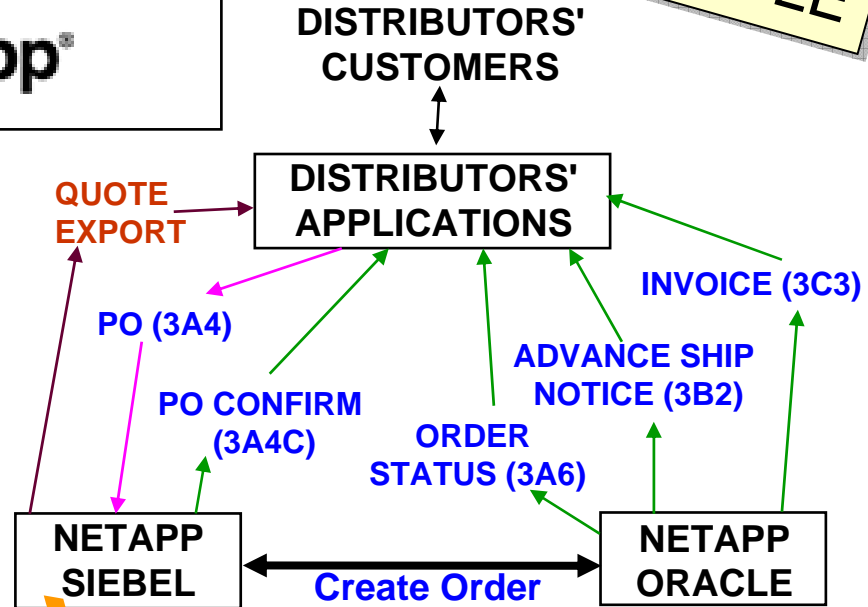 DISTRIBUTORS'
CUSTOMERS
DISTRIBUTORS'
APPLICATIONS
QUOTE
EXPORT
INVOICE (3C3)
PO (3A4)
ADVANCE SHIP
NOTICE (3B2)
PO CONFIRM
(3A4C)
ORDER
STATUS (3A6)
NETAPP
SIEBEL
Create Order
NETAPP
ORACLE